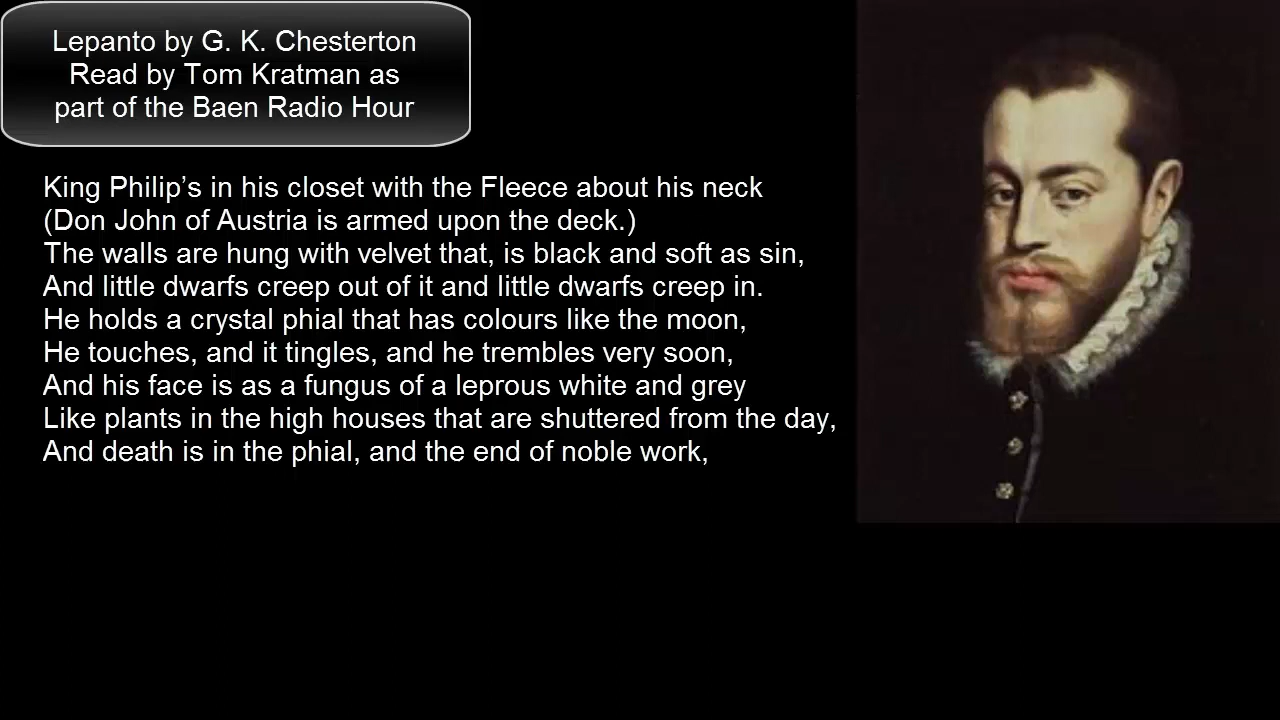 Lepanto by G. K. Chesterton
Read by Tom Kratman as
part of the Baen Radio Hour
King Philip’s in his closet with the Fleece about his neck
(Don John of Austria is armed upon the deck.)
The walls are hung with velvet that, is black and soft as sin,
And little dwarfs creep out of it and little dwarfs creep in.
He holds a crystal phial that has colours like the moon,
He touches, and it tingles, and he trembles very soon,
And his face is as a fungus of a leprous white and grey
Like plants in the high houses that are shuttered from the day,
And death is in the phial, and the end of noble work,